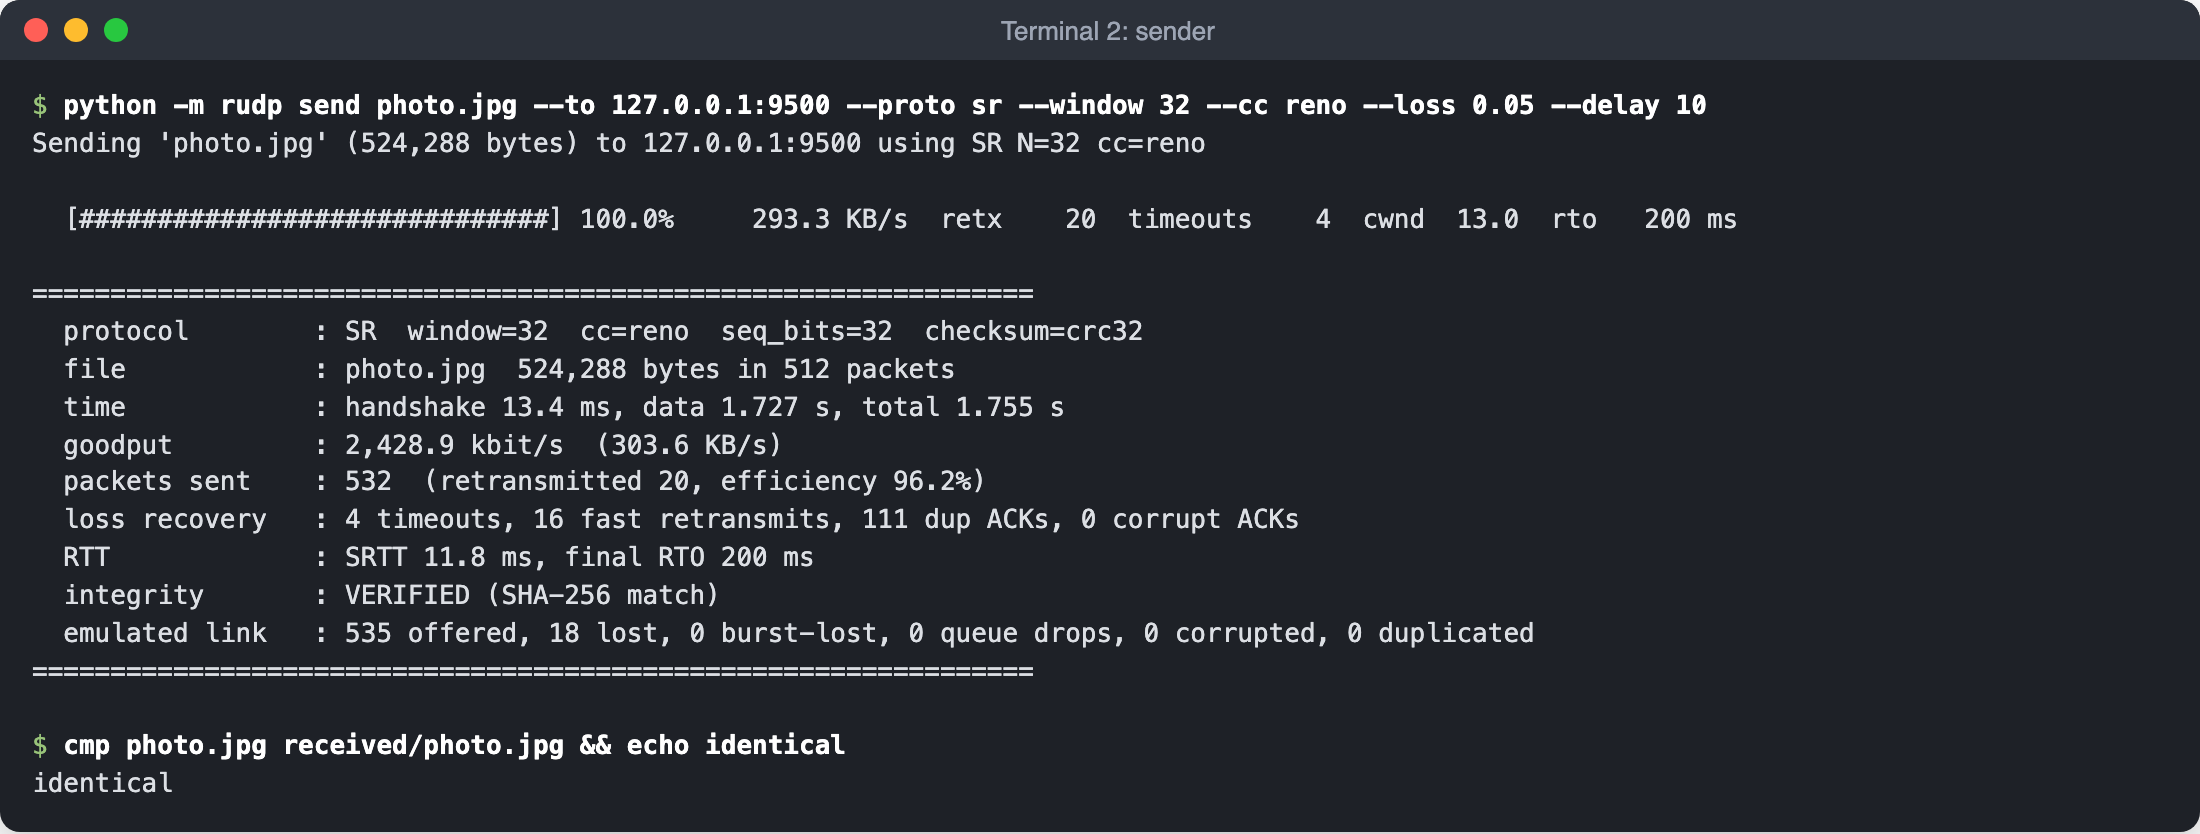 Terminal 2: sender
$ python -m rudp send photo.jpg --to 127.0.0.1:9500 --proto sr --window 32 --cc reno --loss 0.05 --delay 10
Sending 'photo.jpg' (524,288 bytes) to 127.0.0.1:9500 using SR N=32 cc=reno
[##############################] 100.0%     293.3 KB/s  retx    20  timeouts    4  cwnd  13.0  rto   200 ms
================================================================
protocol        : SR  window=32  cc=reno  seq_bits=32  checksum=crc32
file            : photo.jpg  524,288 bytes in 512 packets
time            : handshake 13.4 ms, data 1.727 s, total 1.755 s
goodput         : 2,428.9 kbit/s  (303.6 KB/s)
packets sent    : 532  (retransmitted 20, efficiency 96.2%)
loss recovery   : 4 timeouts, 16 fast retransmits, 111 dup ACKs, 0 corrupt ACKs
RTT             : SRTT 11.8 ms, final RTO 200 ms
integrity       : VERIFIED (SHA-256 match)
emulated link   : 535 offered, 18 lost, 0 burst-lost, 0 queue drops, 0 corrupted, 0 duplicated
================================================================
$ cmp photo.jpg received/photo.jpg && echo identical
identical